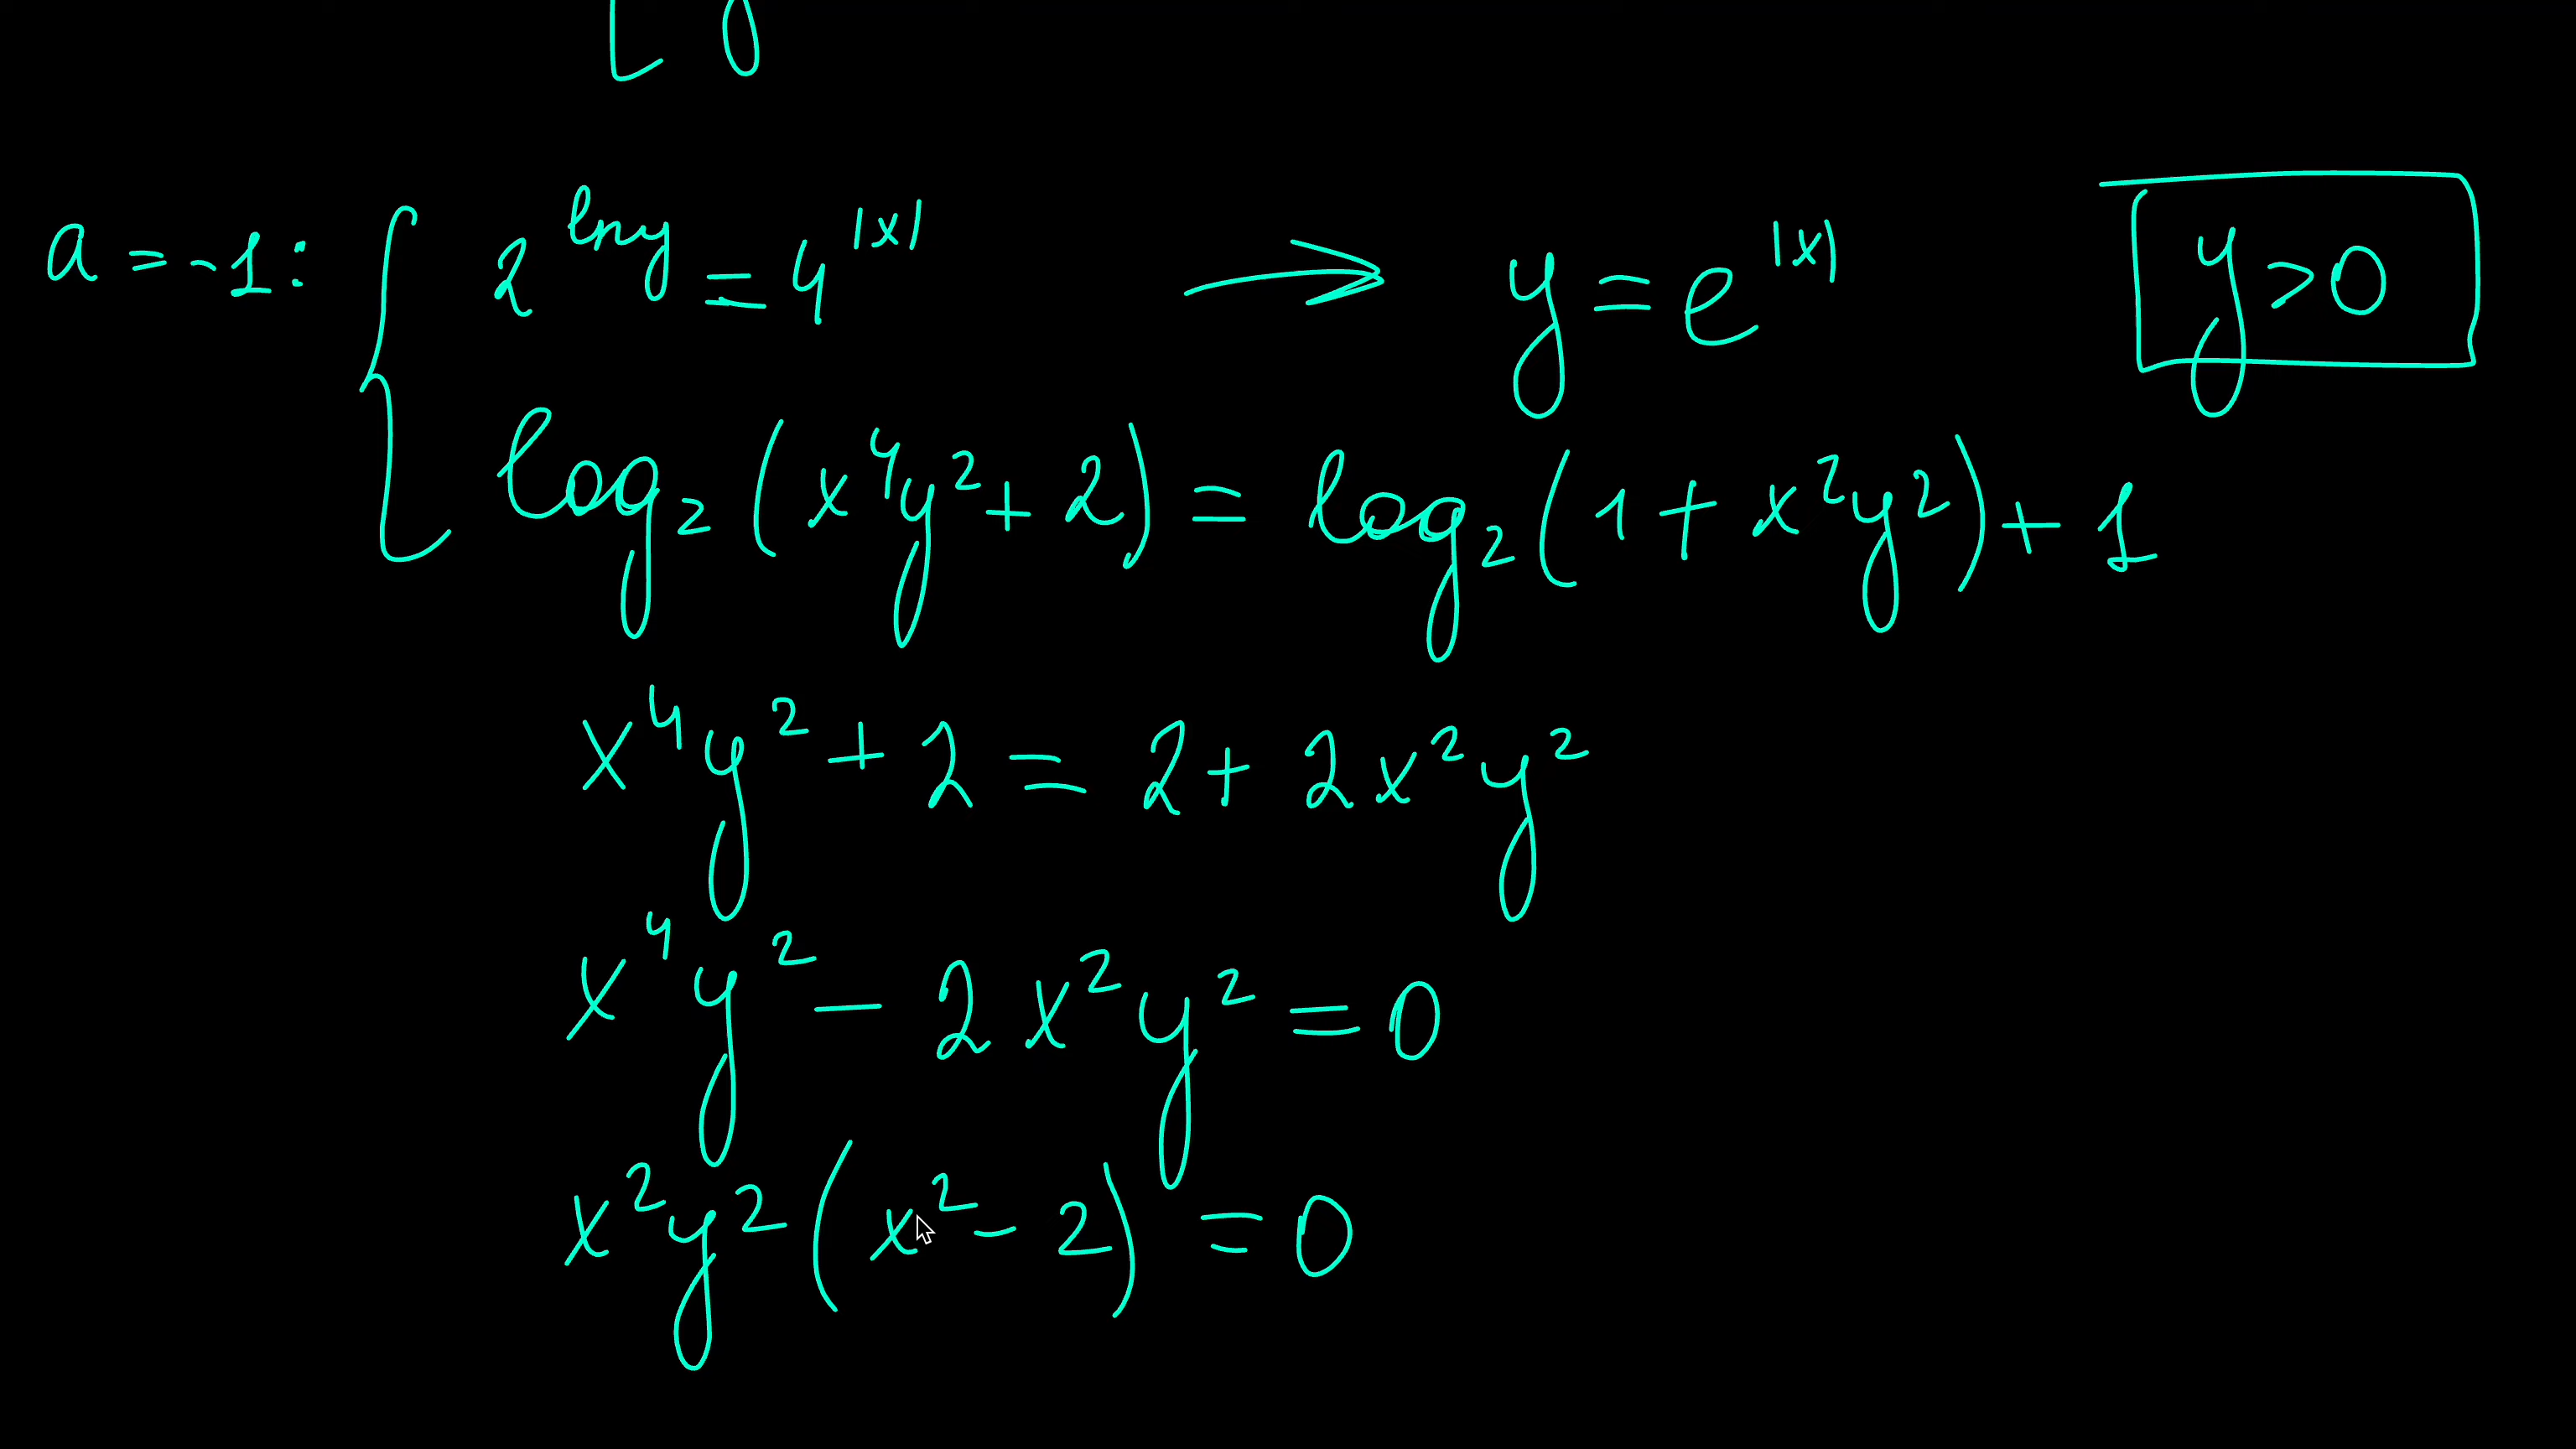 a = -1: { 2^{ln y} = 4^{|x|} → y = e^{|x|} y > 0
log₂(x⁴y² + 2) = log₂(1 + x²y²) + 1
x⁴y² + 2 = 2 + 2x²y²
x⁴y² − 2x²y² = 0
x²y²(x² − 2) = 0